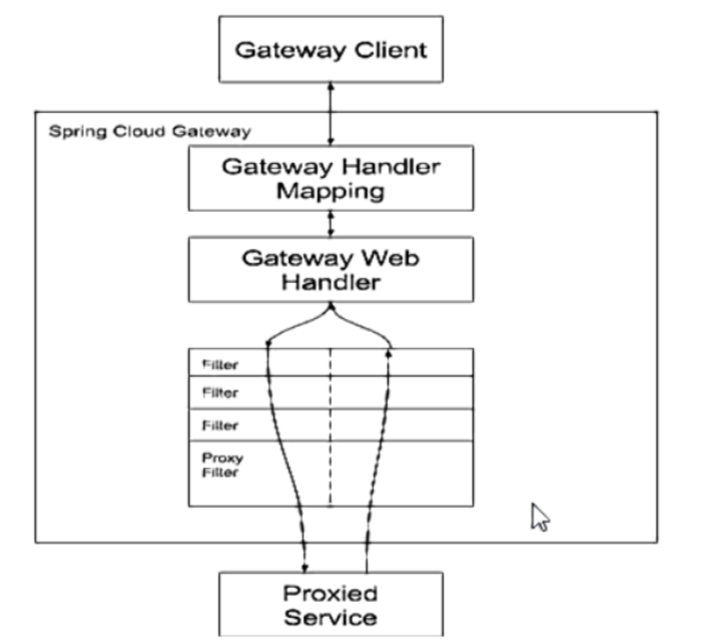 Gateway Client
Spring Cloud Gateway
Gateway Handler
Mapping
Gateway Web
Handler
Filter
Filter
Filter
Proxy
Filter
Proxied
Service